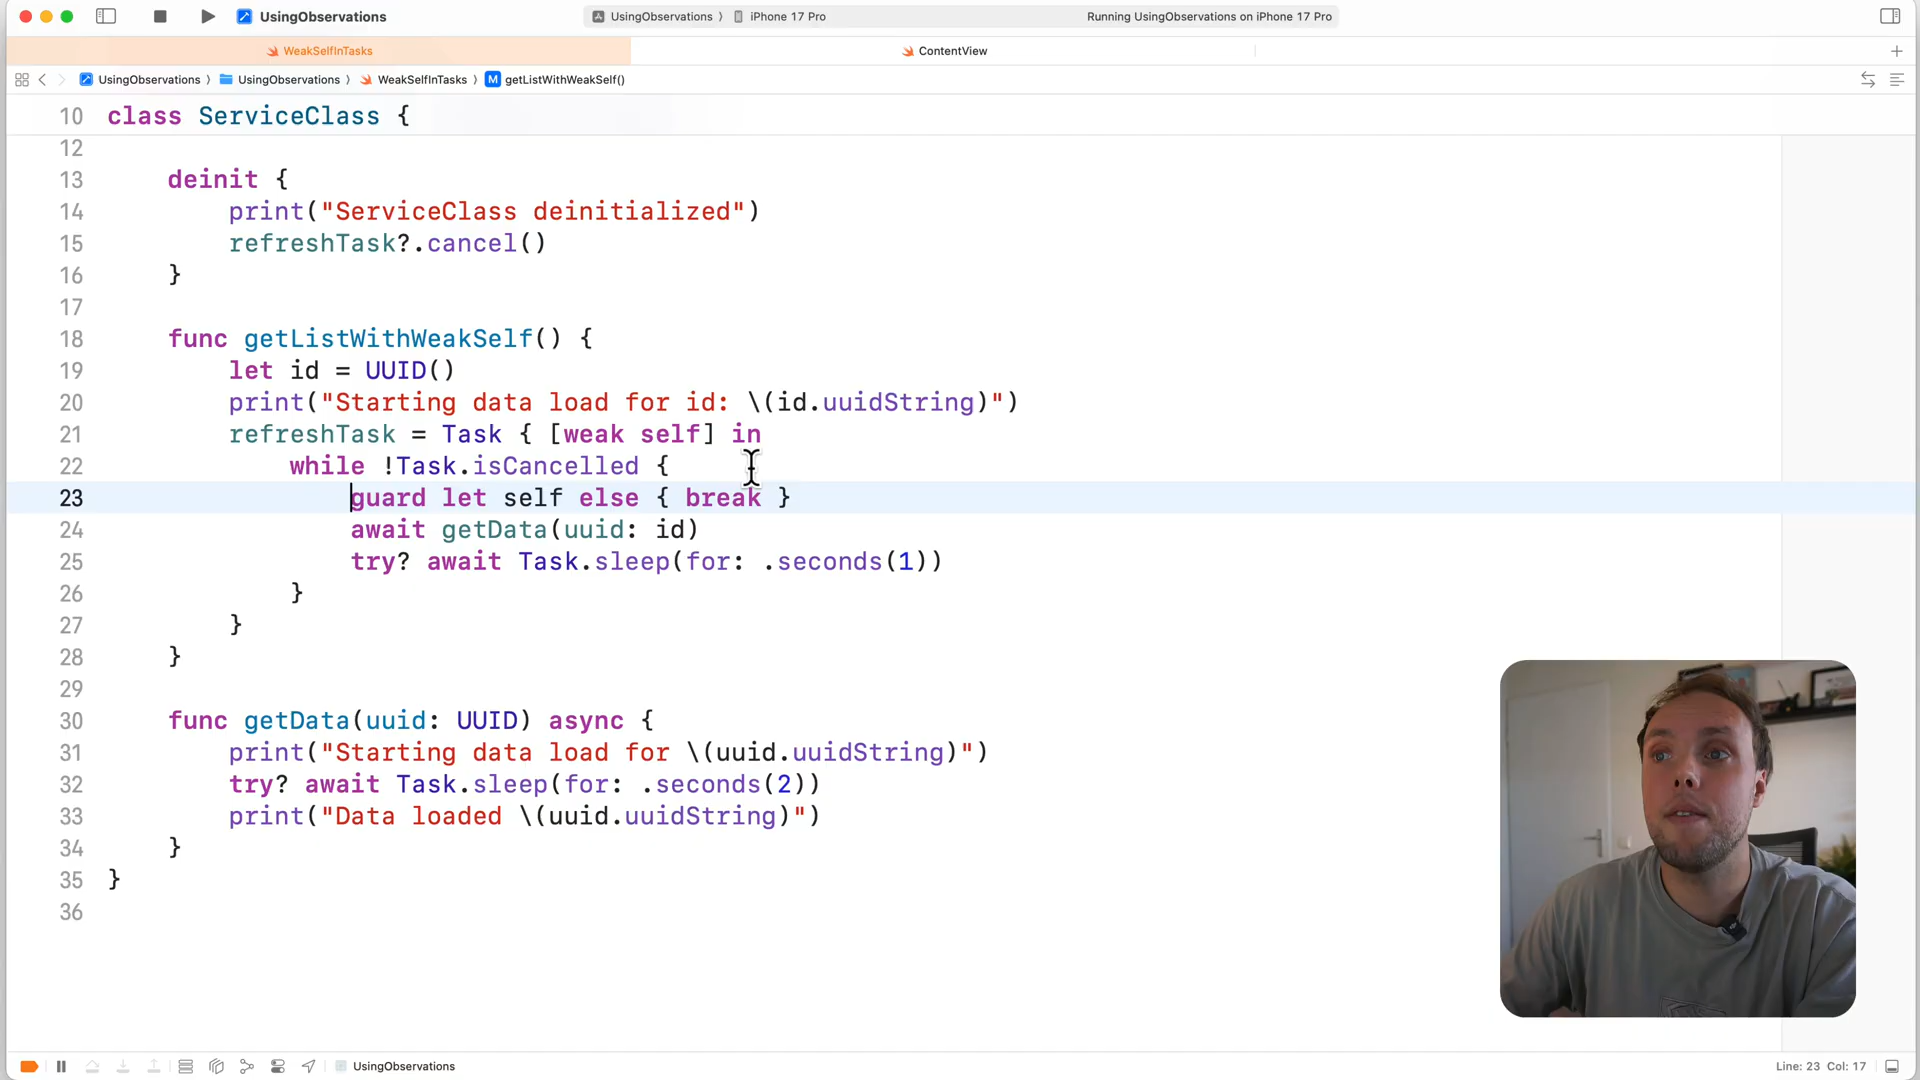 UsingObservations
UsingObservations 〉 iPhone 17 Pro
Running UsingObservations on iPhone 17 Pro
WeakSelfInTasks
ContentView
UsingObservations 〉 UsingObservations 〉 WeakSelfInTasks 〉 M getListWithWeakSelf()
10 class ServiceClass {
12
13 deinit {
14 print("ServiceClass deinitialized")
15 refreshTask?.cancel()
16 }
17
18 func getListWithWeakSelf() {
19 let id = UUID()
20 print("Starting data load for id: \(id.uuidString)")
21 refreshTask = Task { [weak self] in
22 while !Task.isCancelled {
23 guard let self else { break }
24 await getData(uuid: id)
25 try? await Task.sleep(for: .seconds(1))
26 }
27 }
28 }
29
30 func getData(uuid: UUID) async {
31 print("Starting data load for \(uuid.uuidString)")
32 try? await Task.sleep(for: .seconds(2))
33 print("Data loaded \(uuid.uuidString)")
34 }
35 }
36
UsingObservations
Line: 23 Col: 17